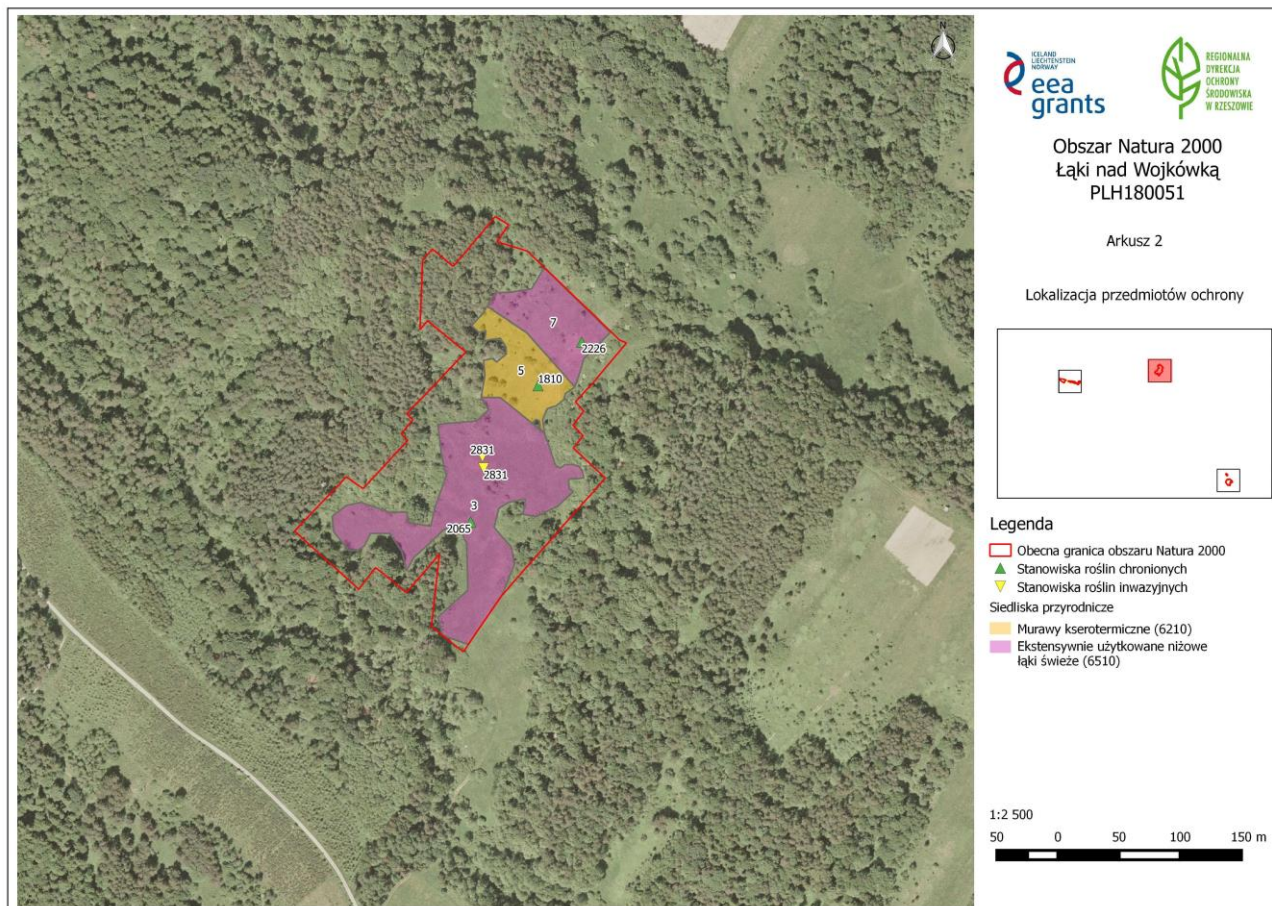 N
ICELAND
LIECHTENSTEIN
NORWAY
eea
grants
REGIONALNA
DYREKCJA
OCHRONY
ŚRODOWISKA
W RZESZOWIE
Obszar Natura 2000
Łąki nad Wojkówką
PLH180051
Arkusz 2
Lokalizacja przedmiotów ochrony
7
2226
5
1810
2831
2831
3
2065
Legenda
Obecna granica obszaru Natura 2000
Stanowiska roślin chronionych
Stanowiska roślin inwazyjnych
Siedliska przyrodnicze
Murawy kserotermiczne (6210)
Ekstensywnie użytkowane niżowe
łąki świeże (6510)
1:2 500
50 0 50 100 150 m